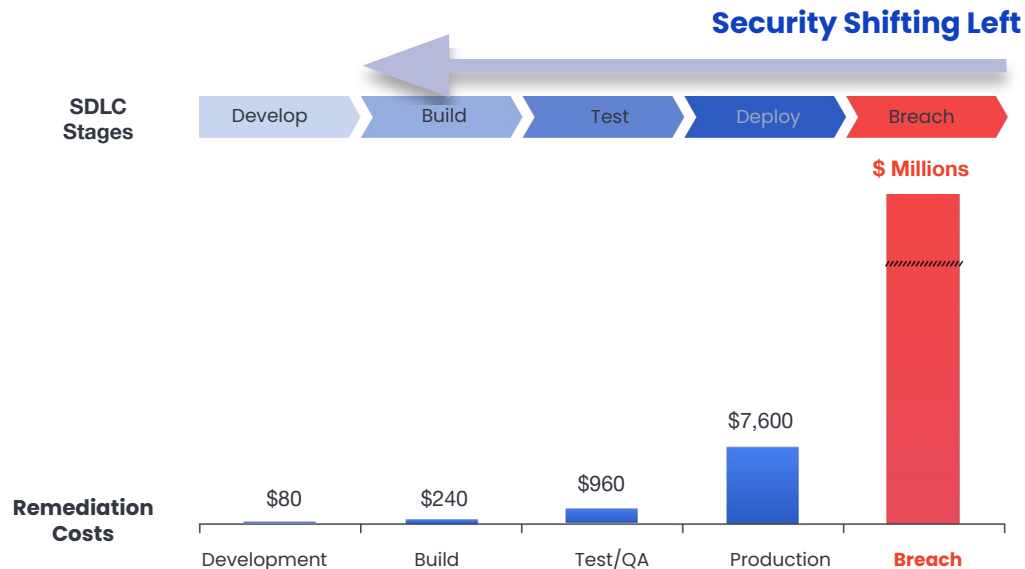 Security Shifting Left
SDLC
Stages
Develop
Build
Test
Deploy
Breach
$ Millions
$7,600
$960
$240
$80
Remediation
Costs
Development
Build
Test/QA
Production
Breach